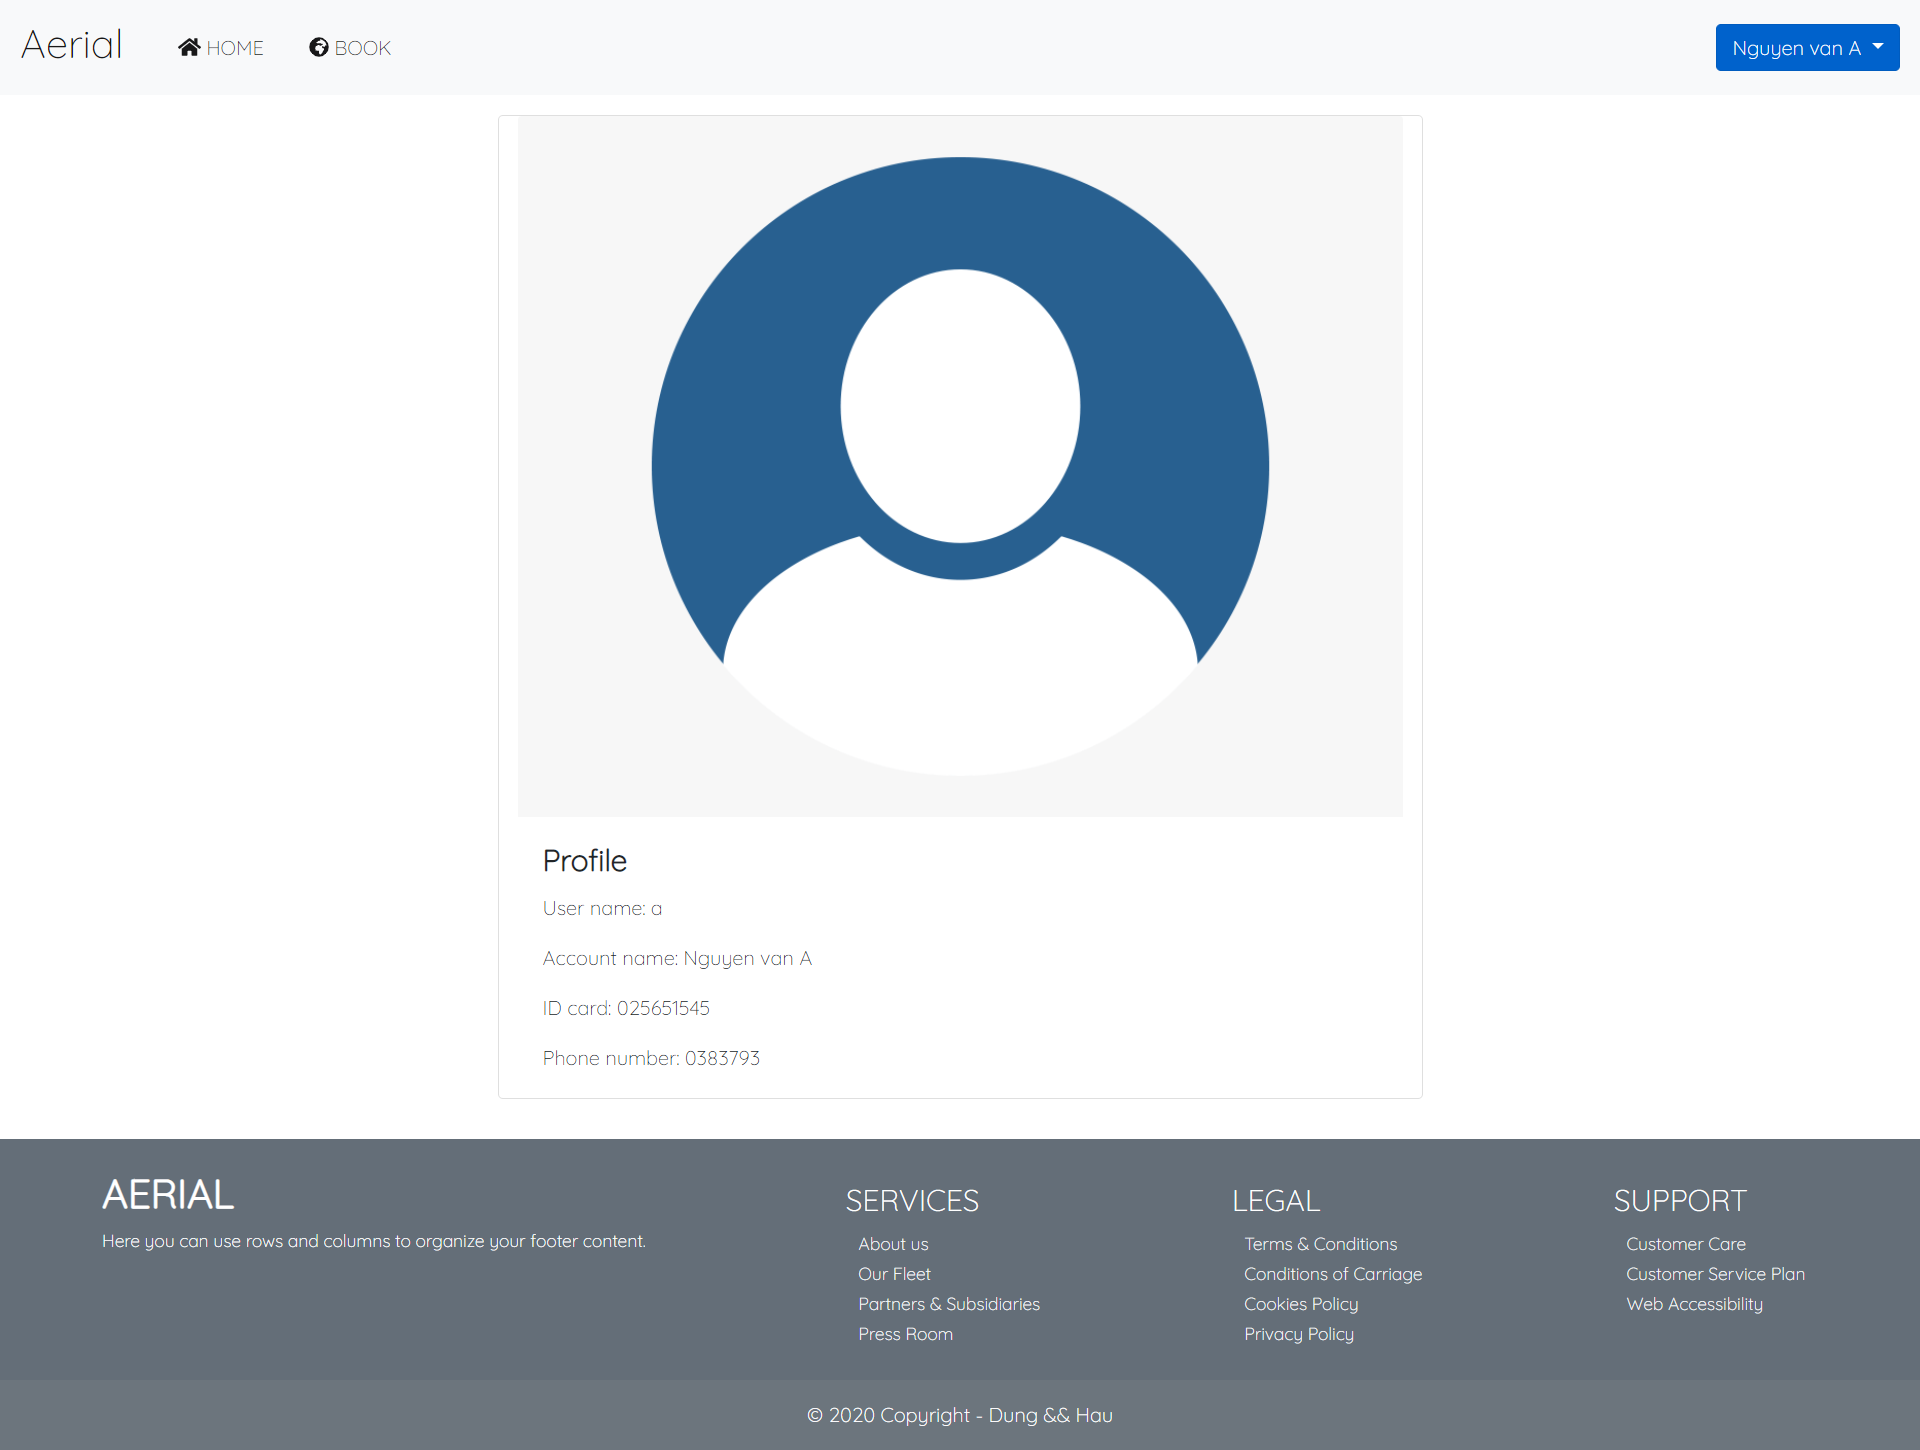 Aerial
HOME
BOOK
Nguyen van A
Profile
User name: a
Account name: Nguyen van A
ID card: 025651545
Phone number: 0383793
AERIAL
Here you can use rows and columns to organize your footer content.
SERVICES
About us
Our Fleet
Partners & Subsidiaries
Press Room
LEGAL
Terms & Conditions
Conditions of Carriage
Cookies Policy
Privacy Policy
SUPPORT
Customer Care
Customer Service Plan
Web Accessibility
© 2020 Copyright - Dung && Hau